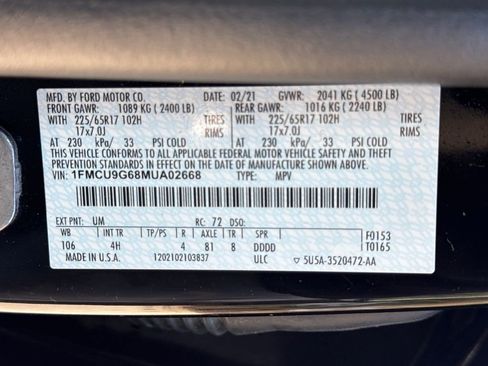 MFD. BY FORD MOTOR CO. DATE: 02/21 GVWR: 2041 KG ( 4500 LB)
FRONT GAWR: 1089 KG ( 2400 LB) REAR GAWR: 1016 KG ( 2240 LB)
WITH 225/65R17 102H TIRES WITH 225/65R17 102H TIRES
17x7.0J RIMS 17x7.0J RIMS
AT 230 kPa/ 33 PSI COLD AT 230 kPa/ 33 PSI COLD
THIS VEHICLE CONFORMS TO ALL APPLICABLE FEDERAL MOTOR VEHICLE SAFETY AND BUMPER
STANDARDS IN EFFECT ON THE DATE OF MANUFACTURE SHOWN ABOVE.
VIN: 1FMCU9G68MUA02668 TYPE: MPV
EXT PNT: UM RC: 72 DSO:
WB INT TR TP/PS R AXLE TR SPR F0153
106 4H 4 81 8 DDDD T0165
MADE IN U.S.A. 1202102103837 ULC 5U5A-3520472-AA